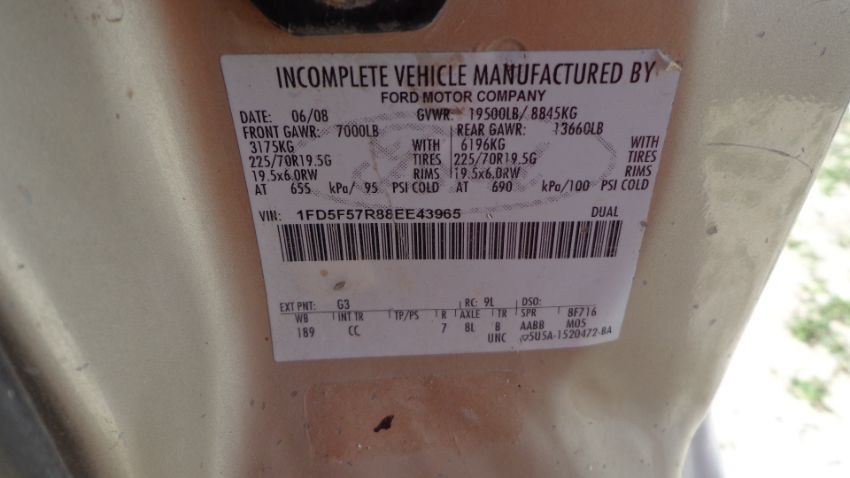 INCOMPLETE VEHICLE MANUFACTURED BY
FORD MOTOR COMPANY
DATE: 06/08 GVWR: 19500LB/ 8845KG
FRONT GAWR: 7000LB REAR GAWR: 13660LB
3175KG WITH 6196KG WITH
225/70R19.5G TIRES 225/70R19.5G TIRES
19.5x6.0RW RIMS 19.5x6.0RW RIMS
AT 655 kPa/ 95 PSI COLD AT 690 kPa/100 PSI COLD
VIN: 1FD5F57R88EE43965 DUAL
EXT PNT: G3 RC: 9L DSO:
WB INT TR TP/PS R AXLE TR SPR 8F716
189 CC 7 8L B AABB M05
UNC 5U5A-1520472-BA